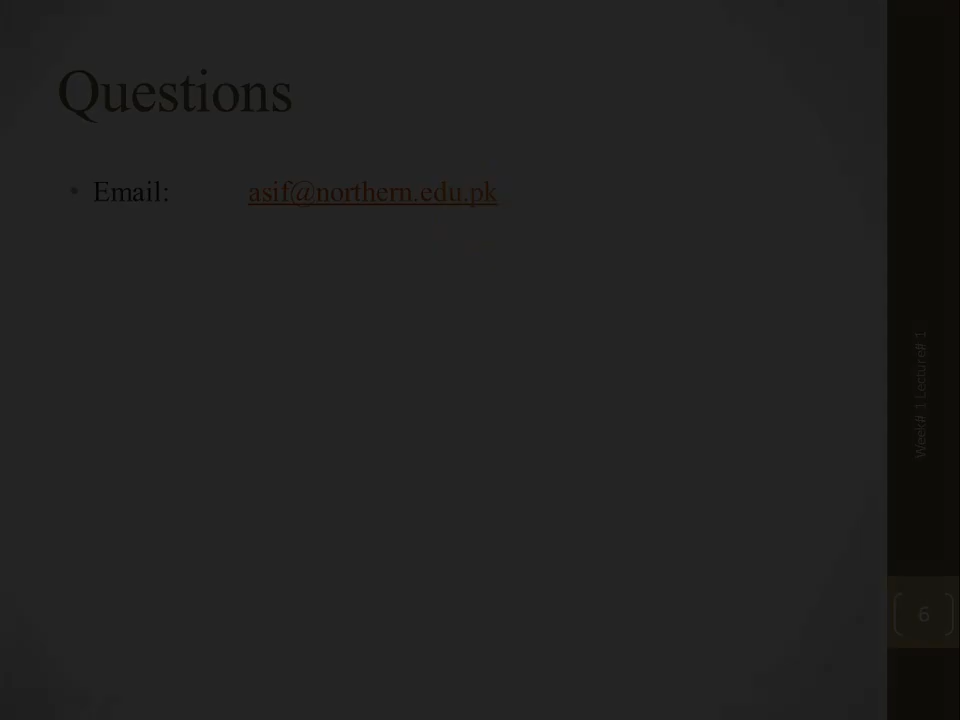 Questions
• Email: asif@northern.edu.pk
Week# 1 Lecture# 1
6